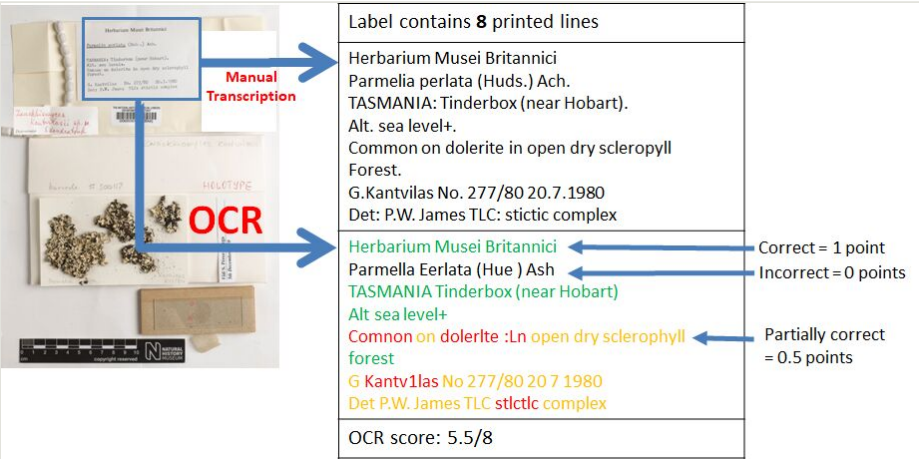 Label contains 8 printed lines
Herbarium Musei Britannici
Manual
Transcription
Herbarium Musei Britannici
Parmelia perlata (Huds.) Ach.
TASMANIA: Tinderbox (near Hobart).
Alt. sea level+.
Common on dolerite in open dry scleropyll
Forest.
G.Kantvilas No. 277/80 20.7.1980
Det: P.W. James TLC: stictic complex
HOLOTYPE
OCR
Herbarium Musei Britannici
Correct = 1 point
Parmella Eerlata (Hue ) Ash
Incorrect = 0 points
TASMANIA Tinderbox (near Hobart)
Alt sea level+
Comnon on dolerlte :Ln open dry sclerophyll
Partially correct
= 0.5 points
forest
G Kantv1las No 277/80 20 7 1980
Det P.W. James TLC stlctlc complex
NATURAL
HISTORY
MUSEUM
copyright reserved
OCR score: 5.5/8